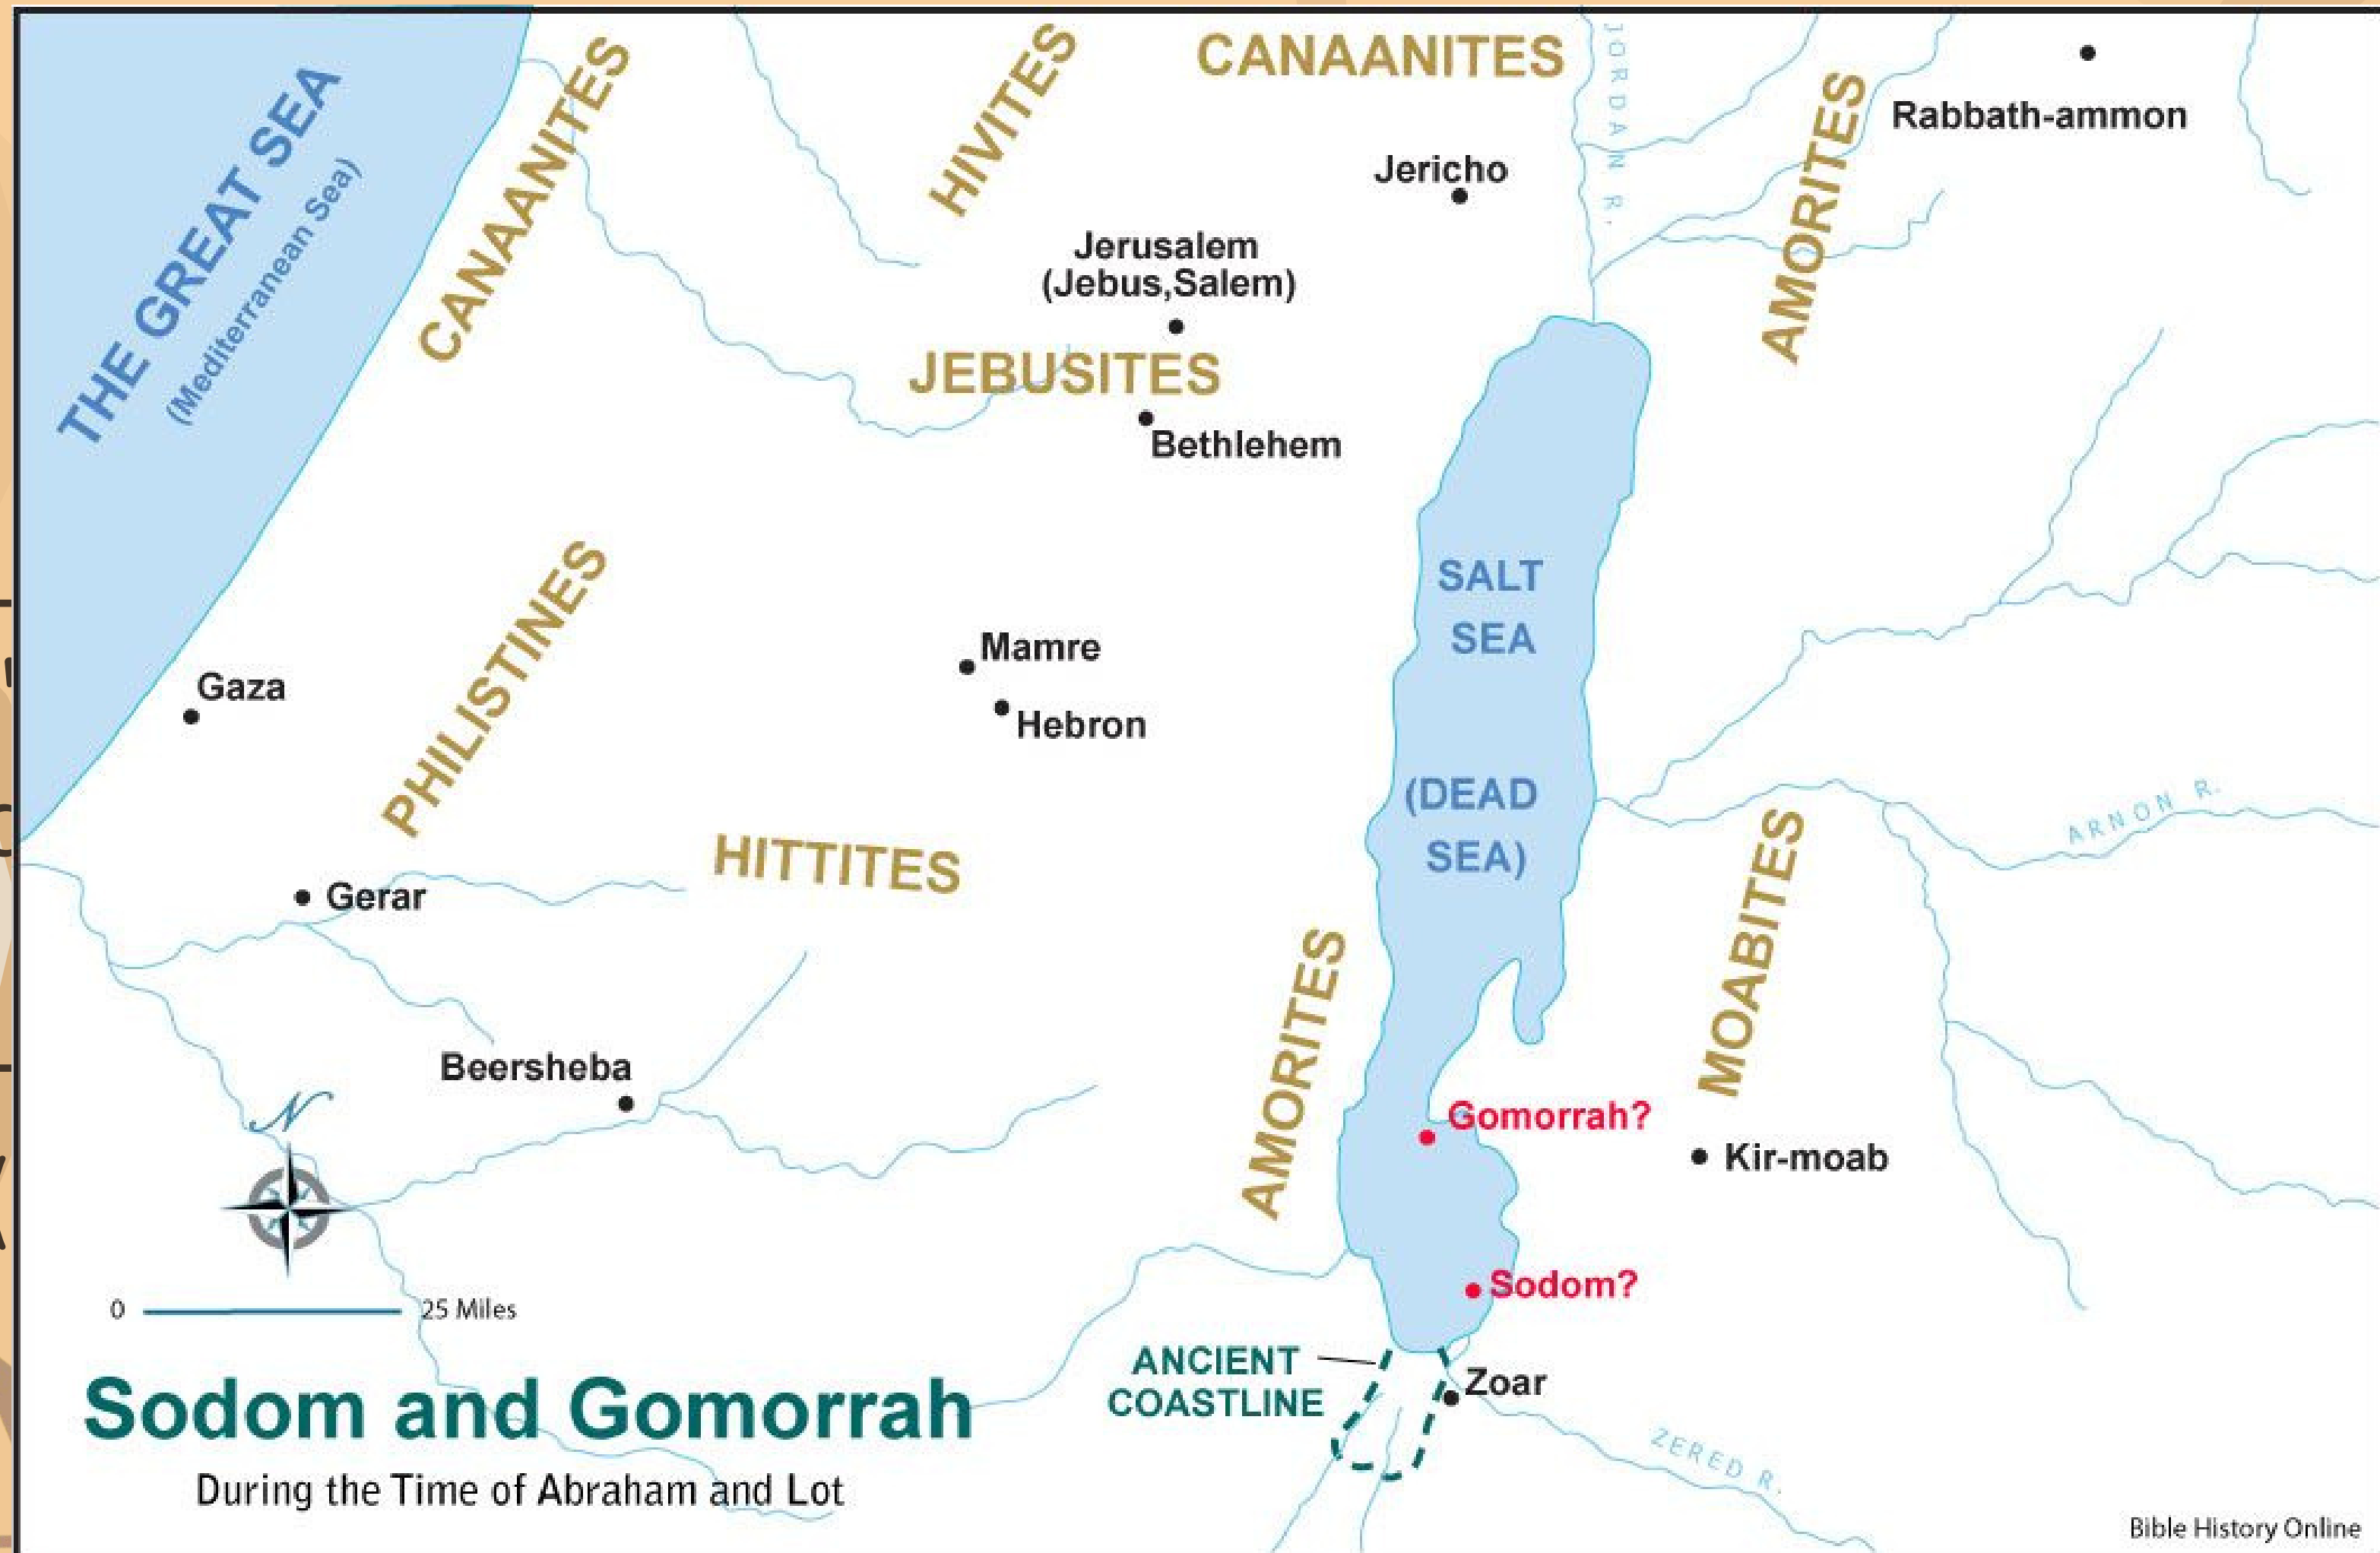 THE GREAT SEA
(Mediterranean Sea)
CANAANITES
HIVITES
CANAANITES
JORDAN R.
AMORITES
Rabbath-ammon
Jericho
Jerusalem
(Jebus,Salem)
JEBUSITES
Bethlehem
SALT
SEA
(DEAD
SEA)
PHILISTINES
Gaza
Mamre
Hebron
HITTITES
Gerar
ARNON R.
MOABITES
AMORITES
Beersheba
Gomorrah?
Kir-moab
Sodom?
N
0 25 Miles
ANCIENT
COASTLINE
Zoar
ZERED R.
Sodom and Gomorrah
During the Time of Abraham and Lot
Bible History Online